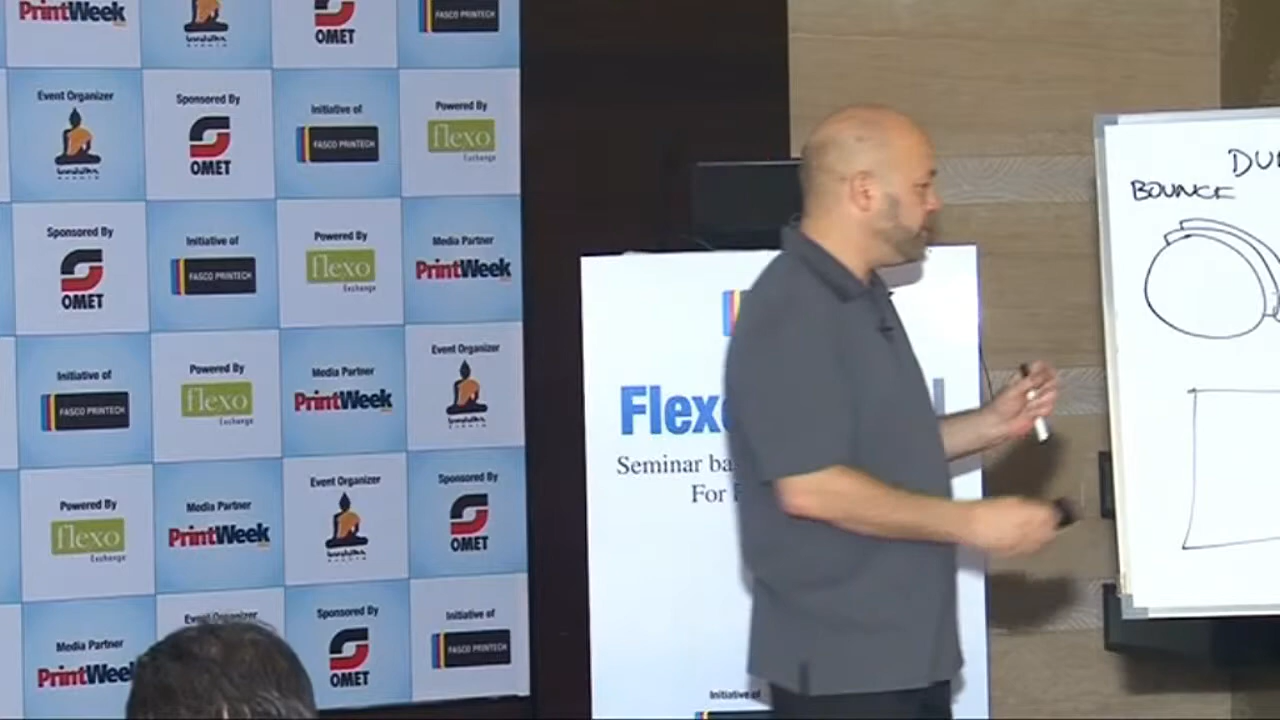 PrintWeek
OMET
FASCO PRINTECH
Event Organizer
Sponsored By
OMET
Initiative of
FASCO PRINTECH
Powered By
flexo
Exchange
Sponsored By
OMET
Initiative of
FASCO PRINTECH
Powered By
flexo
Exchange
Media Partner
PrintWeek
Initiative of
FASCO PRINTECH
Powered By
flexo
Exchange
Media Partner
PrintWeek
Event Organizer
Powered By
flexo
Exchange
Media Partner
PrintWeek
Event Organizer
Sponsored By
OMET
Media Partner
PrintWeek
Event Organizer
Sponsored By
OMET
Initiative of
FASCO PRINTECH
Seminar
For
Initiative of
BOUNCE